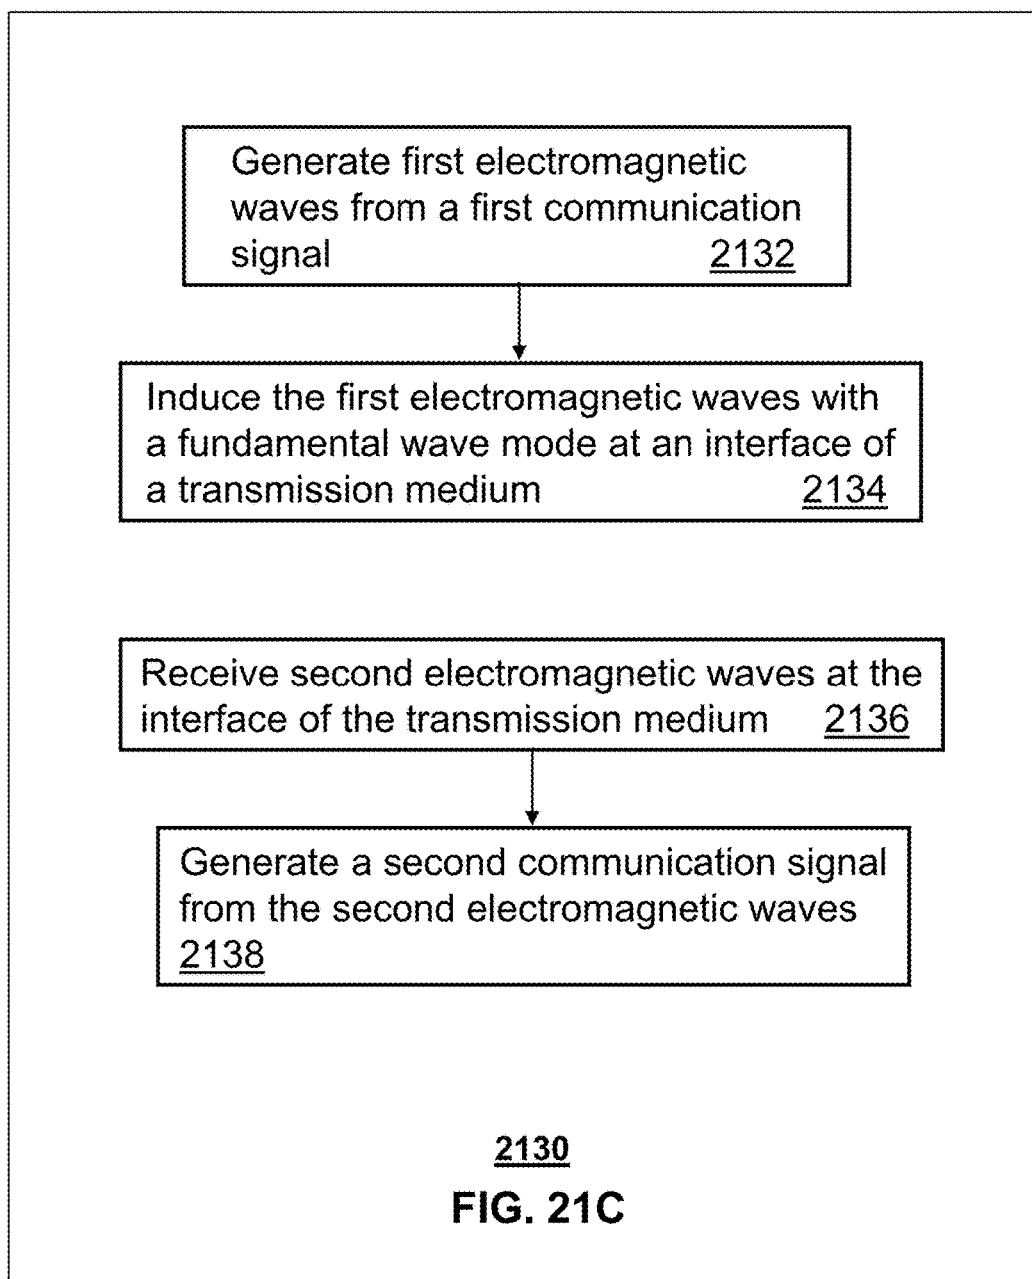 Generate first electromagnetic
waves from a first communication
signal 2132
Induce the first electromagnetic waves with
a fundamental wave mode at an interface of
a transmission medium 2134
Receive second electromagnetic waves at the
interface of the transmission medium 2136
Generate a second communication signal
from the second electromagnetic waves
2138
2130
FIG. 21C